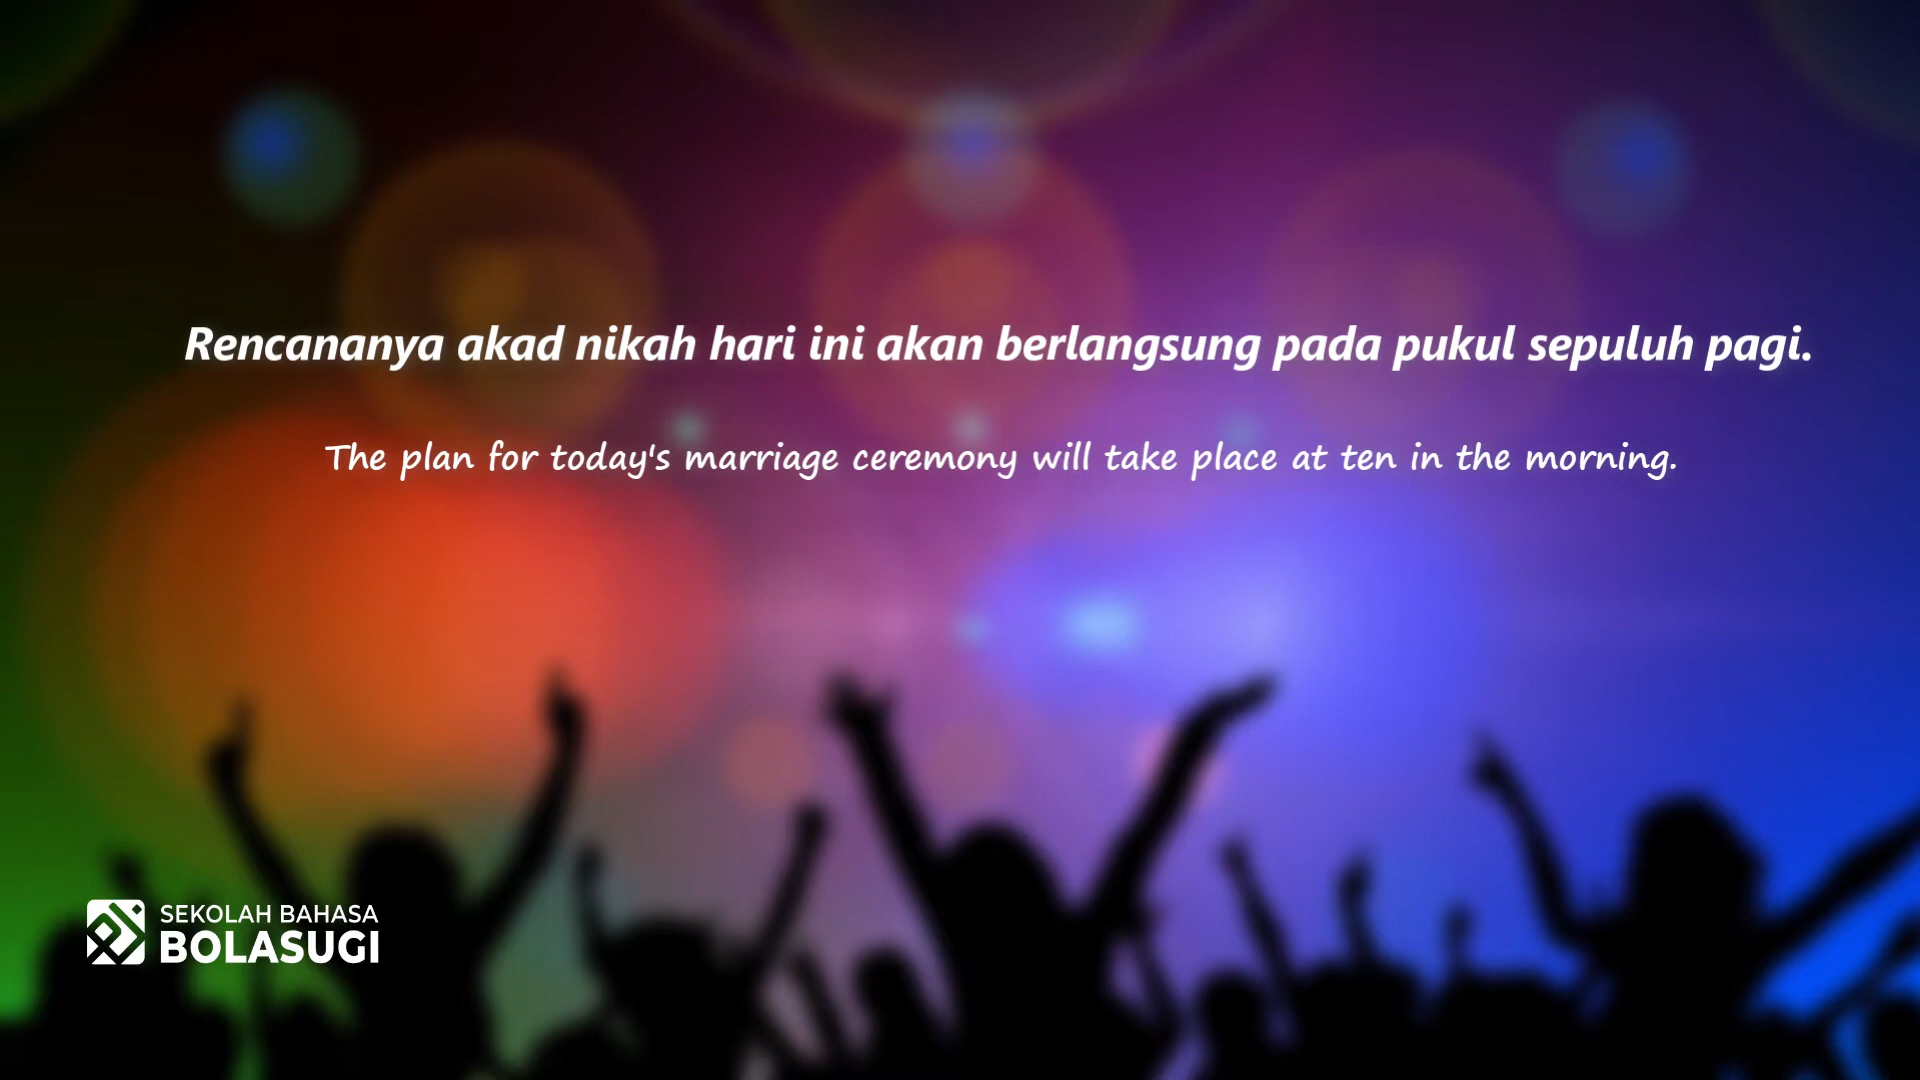 Rencananya akad nikah hari ini akan berlangsung pada pukul sepuluh pagi.
The plan for today's marriage ceremony will take place at ten in the morning.
SEKOLAH BAHASA
BOLASUGI